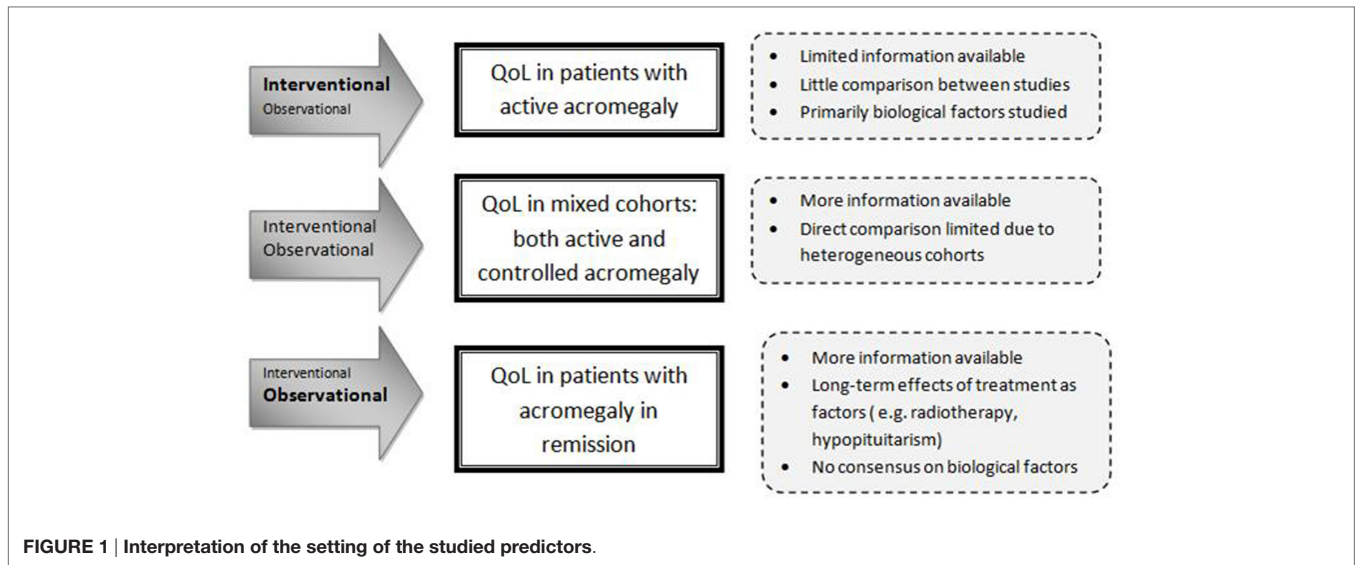 Interventional
Observational
QoL in patients with
active acromegaly
• Limited information available
• Little comparison between studies
• Primarily biological factors studied
Interventional
Observational
QoL in mixed cohorts:
both active and
controlled acromegaly
• More information available
• Direct comparison limited due to
heterogeneous cohorts
Interventional
Observational
QoL in patients with
acromegaly in
remission
• More information available
• Long-term effects of treatment as
factors ( e.g. radiotherapy,
hypopituitarism)
• No consensus on biological factors
FIGURE 1 | Interpretation of the setting of the studied predictors.